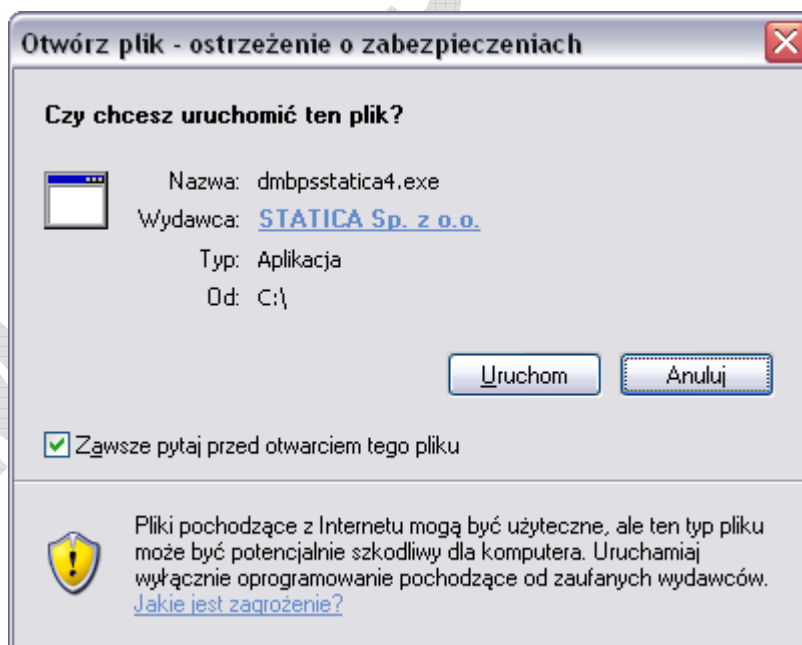 Otwórz plik - ostrzeżenie o zabezpieczeniach
Czy chcesz uruchomić ten plik?
Nazwa: dmbpsstatica4.exe
Wydawca: STATICA Sp. z o.o.
Typ: Aplikacja
Od: C:\
Uruchom Anuluj
Zawsze pytaj przed otwarciem tego pliku
Pliki pochodzące z Internetu mogą być użyteczne, ale ten typ pliku
może być potencjalnie szkodliwy dla komputera. Uruchamiaj
wyłącznie oprogramowanie pochodzące od zaufanych wydawców.
Jakie jest zagrożenie?